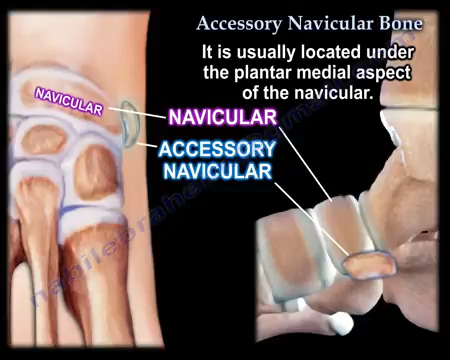 Accessory Navicular Bone
It is usually located under
the plantar medial aspect
of the navicular.
NAVICULAR
NAVICULAR
ACCESSORY
NAVICULAR